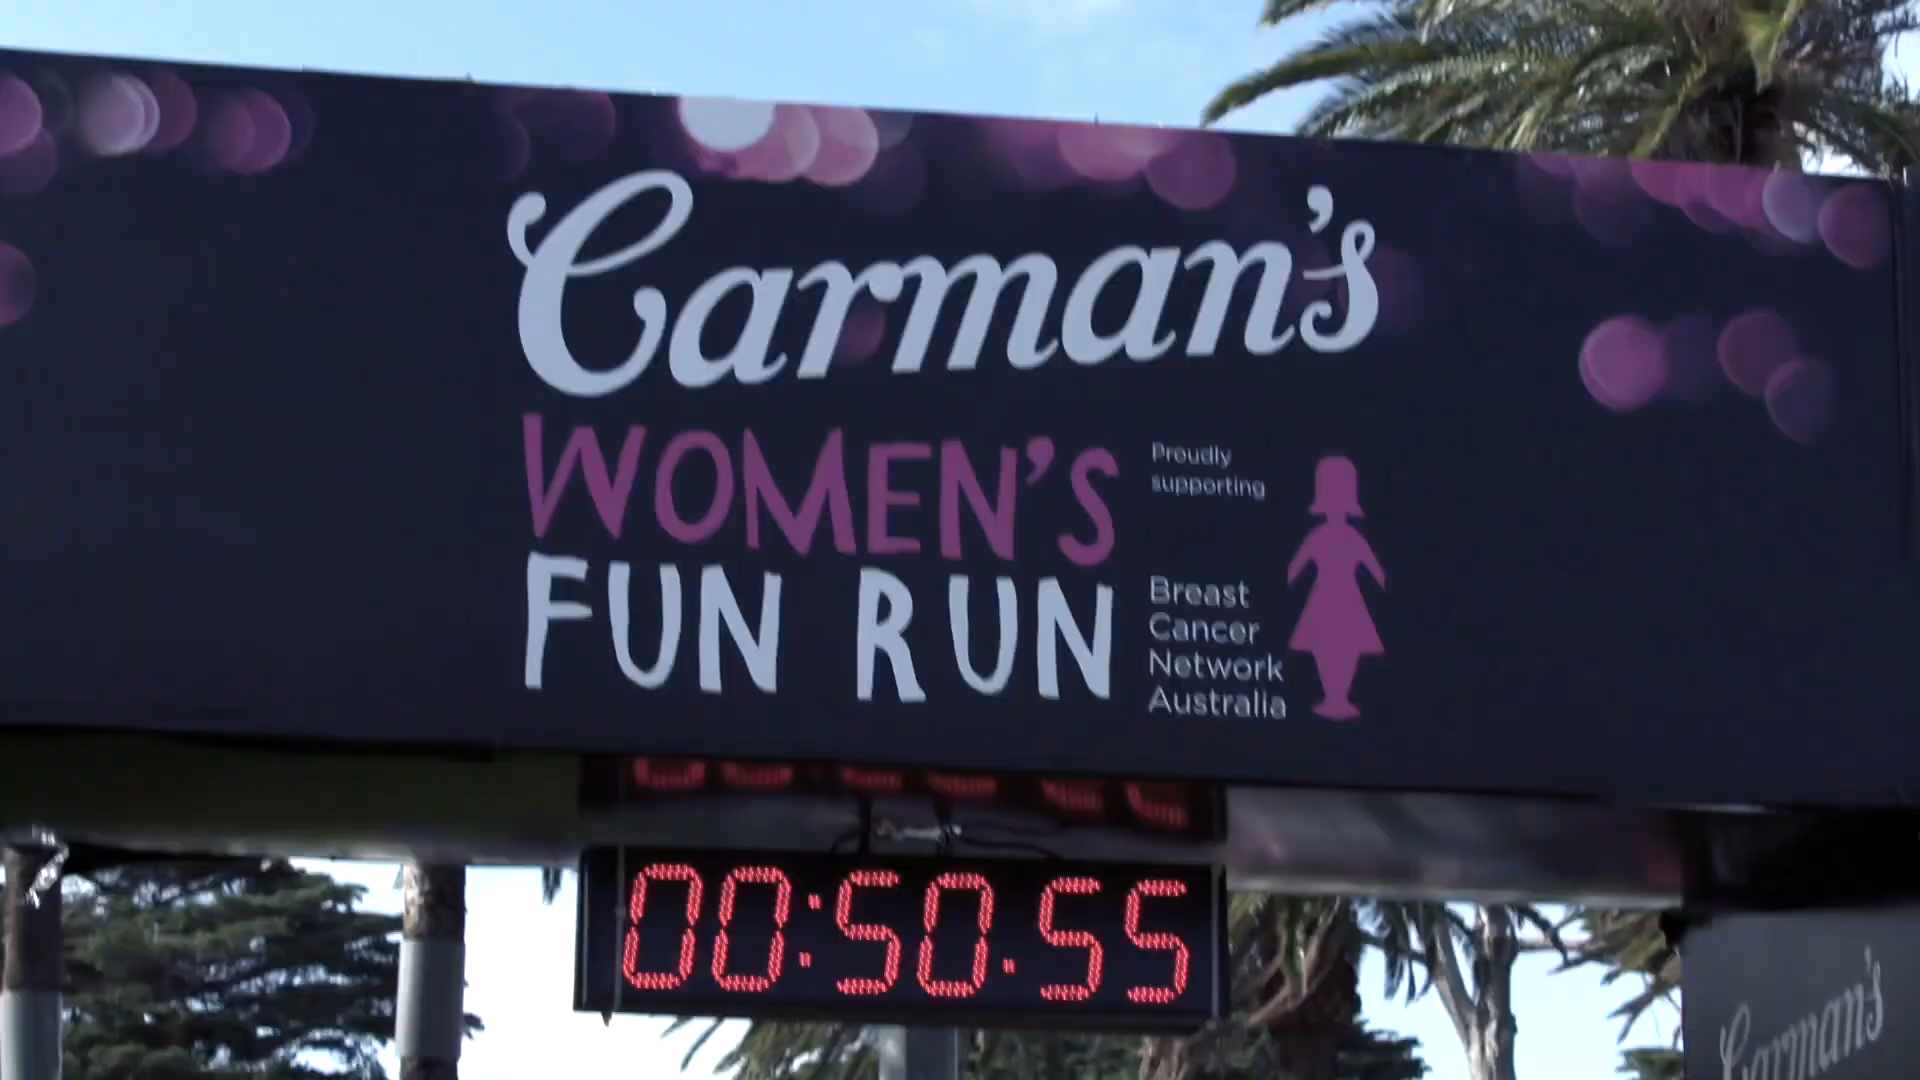 Carman's
WOMEN'S
FUN RUN
Proudly
supporting
Breast
Cancer
Network
Australia
00:50.55
Carman's